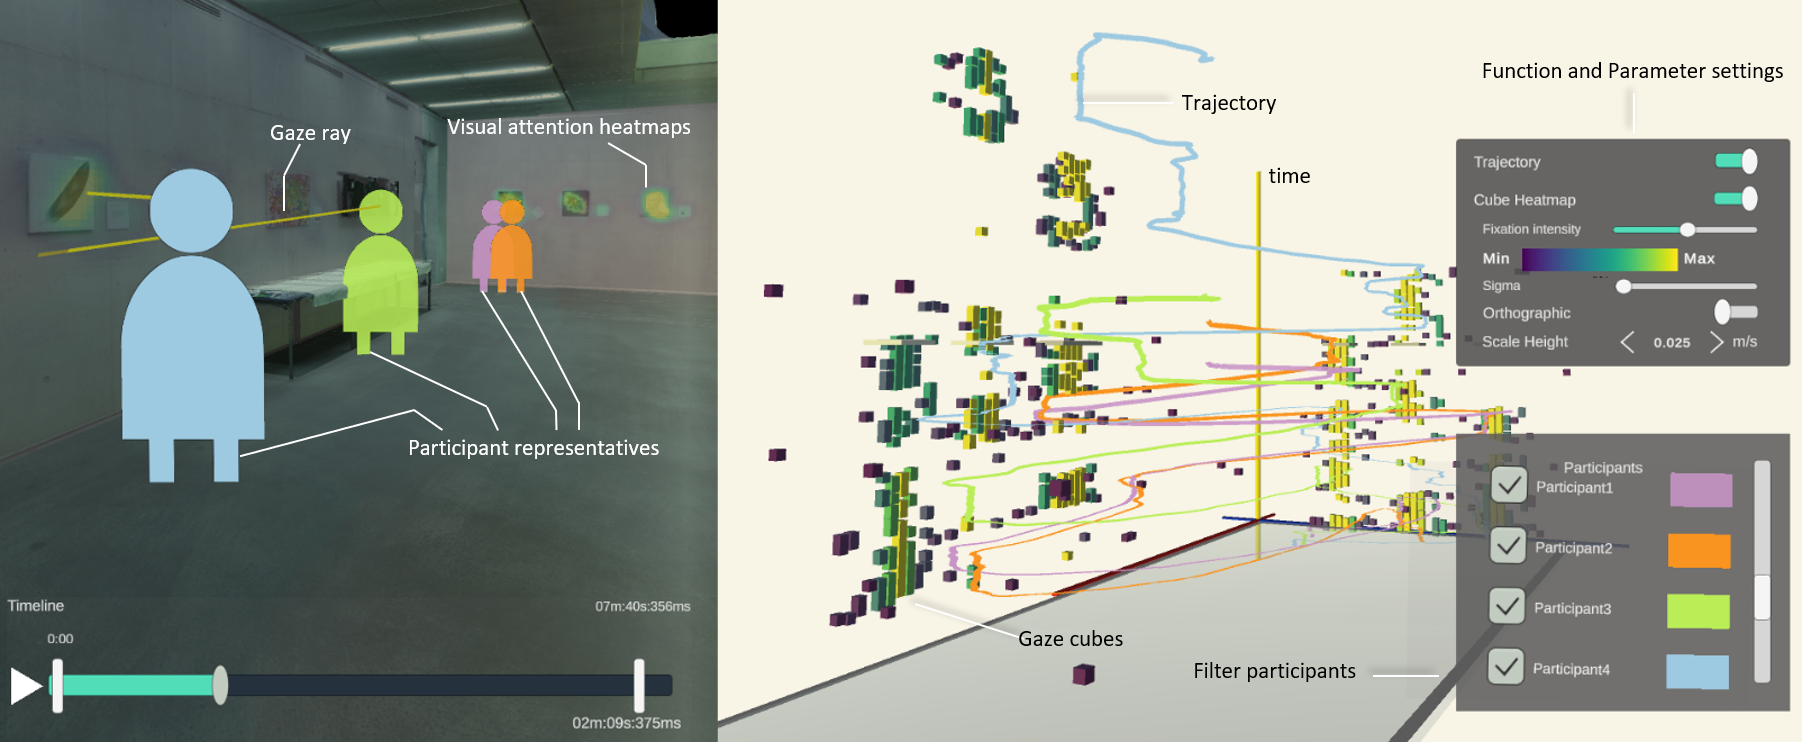 Gaze ray
Visual attention heatmaps
Participant representatives
Timeline
07m:40s:356ms
0:00
02m:09s:375ms
Trajectory
time
Gaze cubes
Filter participants
Function and Parameter settings
Trajectory
Cube Heatmap
Fixation intensity
Min Max
Sigma
Orthographic
Scale Height < 0.025 > m/s
Participants
Participant1
Participant2
Participant3
Participant4